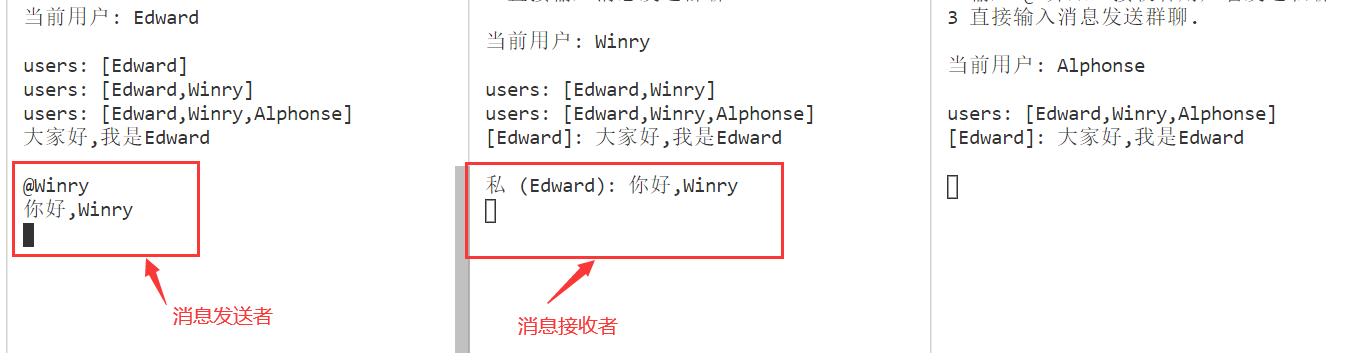 当前用户: Edward
users: [Edward]
users: [Edward,Winry]
users: [Edward,Winry,Alphonse]
大家好,我是Edward
@Winry
你好,Winry
消息发送者
当前用户: Winry
users: [Edward,Winry]
users: [Edward,Winry,Alphonse]
[Edward]: 大家好,我是Edward
私 (Edward): 你好,Winry
消息接收者
3 直接输入消息发送群聊.
当前用户: Alphonse
users: [Edward,Winry,Alphonse]
[Edward]: 大家好,我是Edward